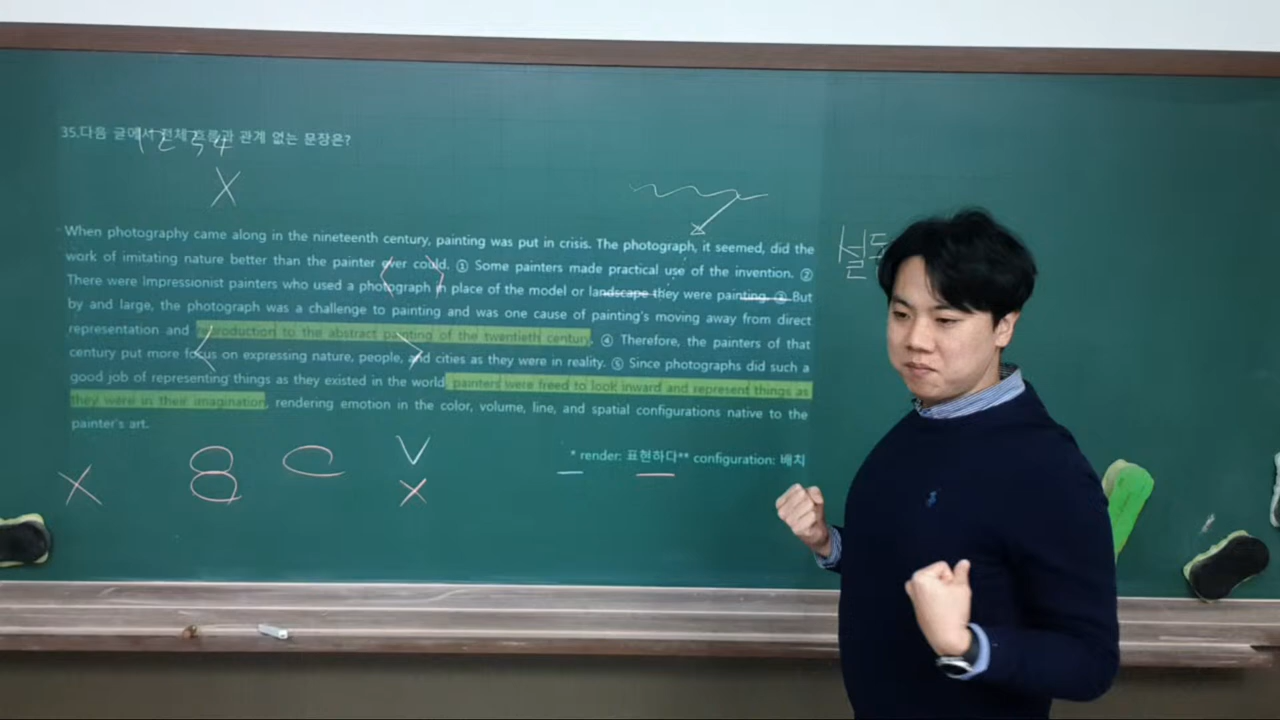 35.다음 글에서 전체 흐름과 관계 없는 문장은?
1 2 3 4
X
When photography came along in the nineteenth century, painting was put in crisis. The photograph, it seemed, did the
work of imitating nature better than the painter ever could. ① Some painters made practical use of the invention. ②
There were Impressionist painters who used a photograph in place of the model or landscape they were painting. ③ But
by and large, the photograph was a challenge to painting and was one cause of painting's moving away from direct
representation and reproduction to the abstract painting of the twentieth century. ④ Therefore, the painters of that
century put more focus on expressing nature, people, and cities as they were in reality. ⑤ Since photographs did such a
good job of representing things as they existed in the world, painters were freed to look inward and represent things as
they were in their imagination, rendering emotion in the color, volume, line, and spatial configurations native to the
painter's art.
* render: 표현하다** configuration: 배치
X 8 C V
X
설